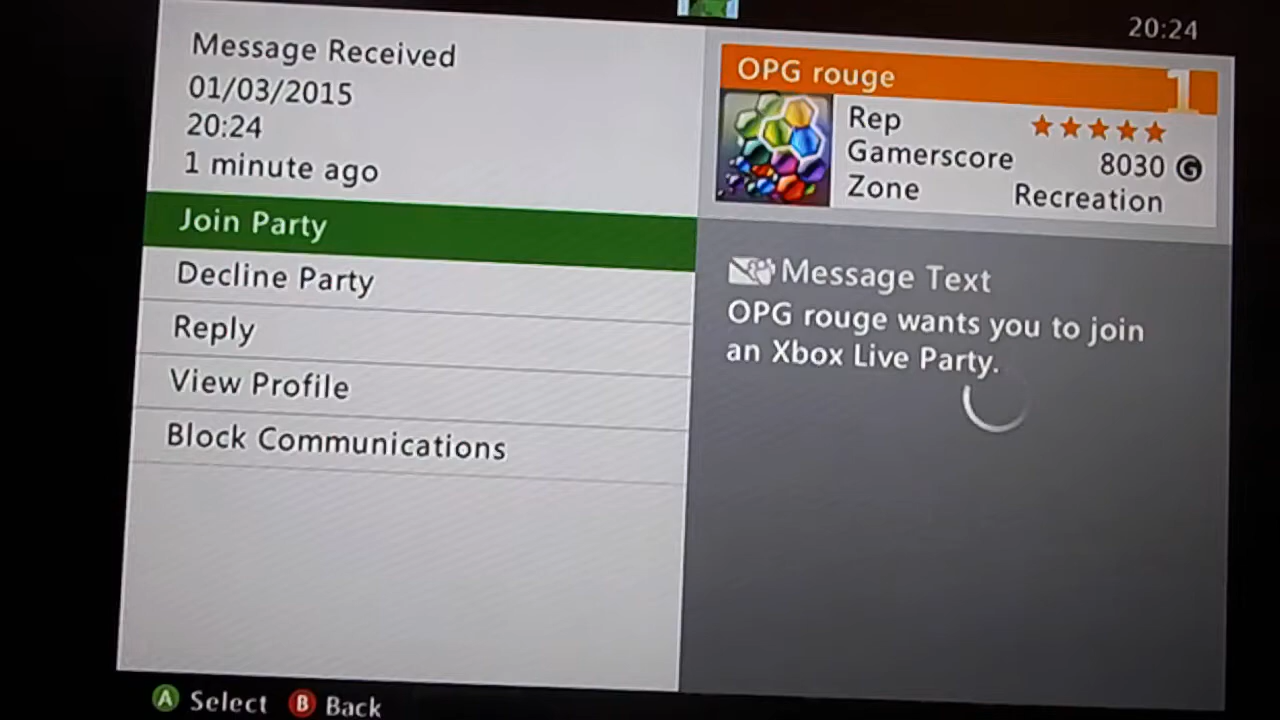 20:24
Message Received
01/03/2015
20:24
1 minute ago
Join Party
Decline Party
Reply
View Profile
Block Communications
OPG rouge 1
Rep
Gamerscore 8030 G
Zone Recreation
Message Text
OPG rouge wants you to join
an Xbox Live Party.
A Select B Back